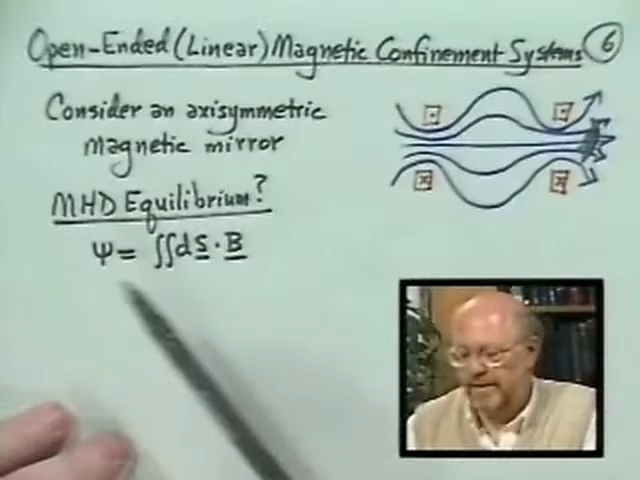 Open-Ended (Linear) Magnetic Confinement Systems 6
Consider an axisymmetric
magnetic mirror
MHD Equilibrium?
Ψ = ∬ dS · B